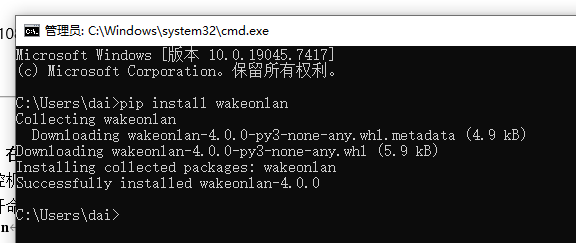 管理员: C:\Windows\system32\cmd.exe
Microsoft Windows [版本 10.0.19045.7417]
(c) Microsoft Corporation。保留所有权利。
C:\Users\dai>pip install wakeonlan
Collecting wakeonlan
  Downloading wakeonlan-4.0.0-py3-none-any.whl.metadata (4.9 kB)
Downloading wakeonlan-4.0.0-py3-none-any.whl (5.9 kB)
Installing collected packages: wakeonlan
Successfully installed wakeonlan-4.0.0
C:\Users\dai>